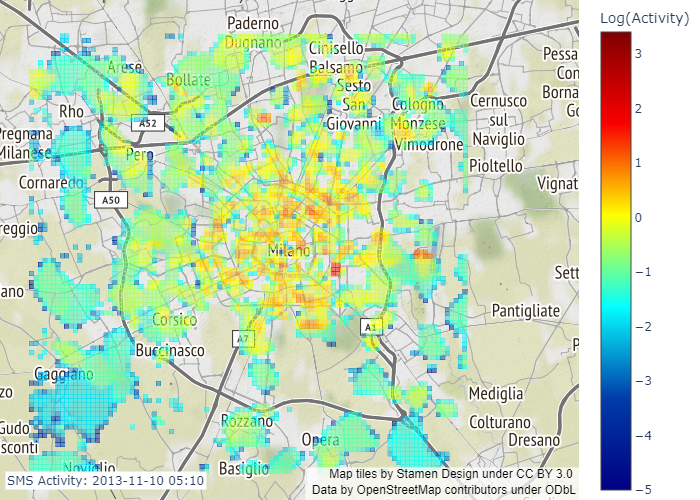 Log(Activity)
3
2
1
0
−1
−2
−3
−4
−5
Paderno
Dugnano
Cinisello
Balsamo
Arese
Bollate
Sesto
San
Giovanni
Cologno
Monzese
Pessa
Con
Borna
Go
Cernusco
sul
Naviglio
Rho
A52
Pregnana
Milanese
Pero
Vimodrone
Pioltello
Cornaredo
Vignat
A50
reggio
Milano
Sett
ano
Pantigliate
Corsico
A7
A1
Buccinasco
P
Gaggiano
zo
Mediglia
Rozzano
Colturano
Gudo
sconti
Opera
Dresano
Noviglio
Basiglio
SMS Activity: 2013-11-10 05:10
Map tiles by Stamen Design under CC BY 3.0
Data by OpenStreetMap contributors under ODbL